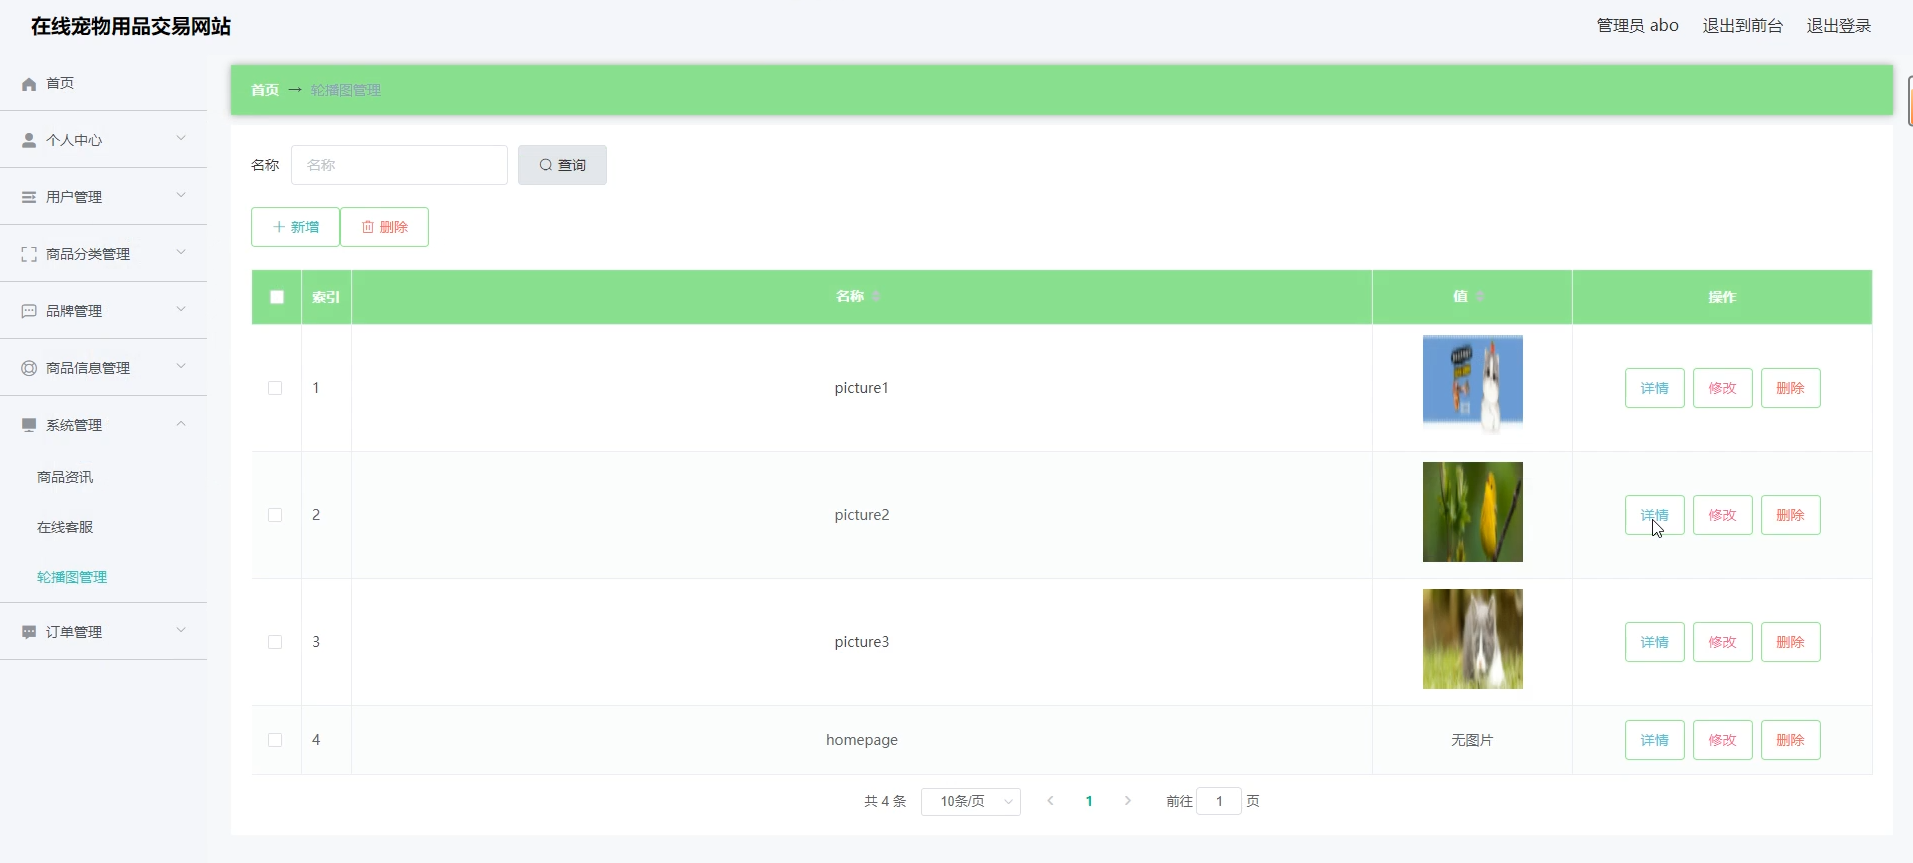 在线宠物用品交易网站
管理员 abo 退出到前台 退出登录
首页
个人中心
用户管理
商品分类管理
品牌管理
商品信息管理
系统管理
商品资讯
在线客服
轮播图管理
订单管理
首页 → 轮播图管理
名称 名称 查询
新增 删除
索引 名称 值 操作
1 picture1 详情 修改 删除
2 picture2 详情 修改 删除
3 picture3 详情 修改 删除
4 homepage 无图片 详情 修改 删除
共 4 条 10条/页 1 前往 1 页